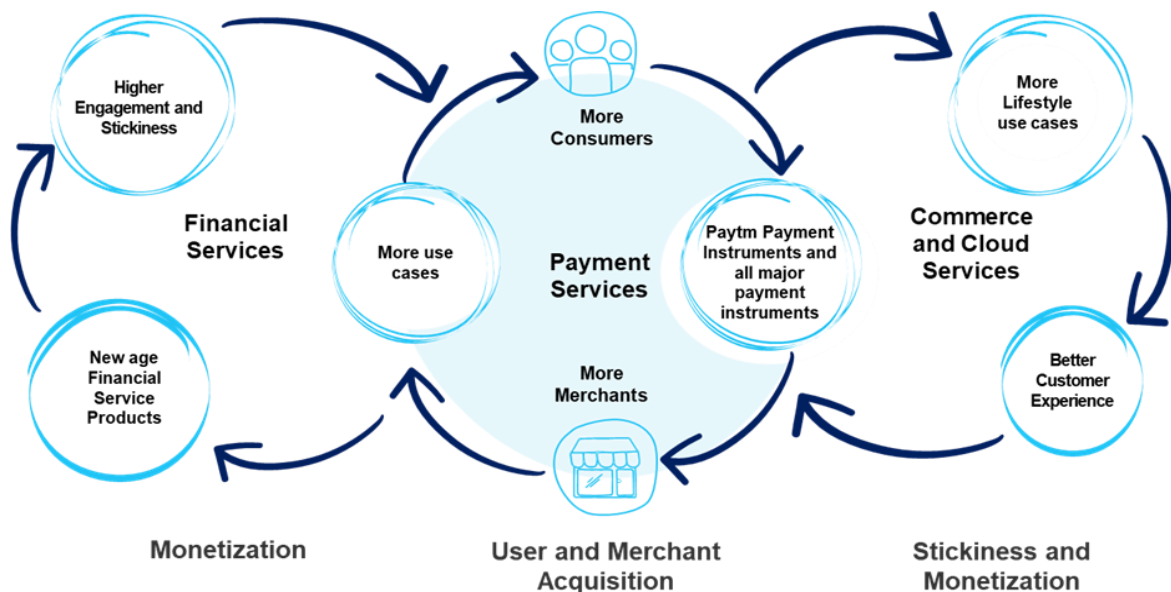 Higher
Engagement and
Stickiness
More
Consumers
More
Lifestyle
use cases
Financial
Services
More use
cases
Payment
Services
Paytm Payment
Instruments and
all major
payment
instruments
Commerce
and Cloud
Services
New age
Financial
Service
Products
More
Merchants
Better
Customer
Experience
Monetization
User and Merchant
Acquisition
Stickiness and
Monetization